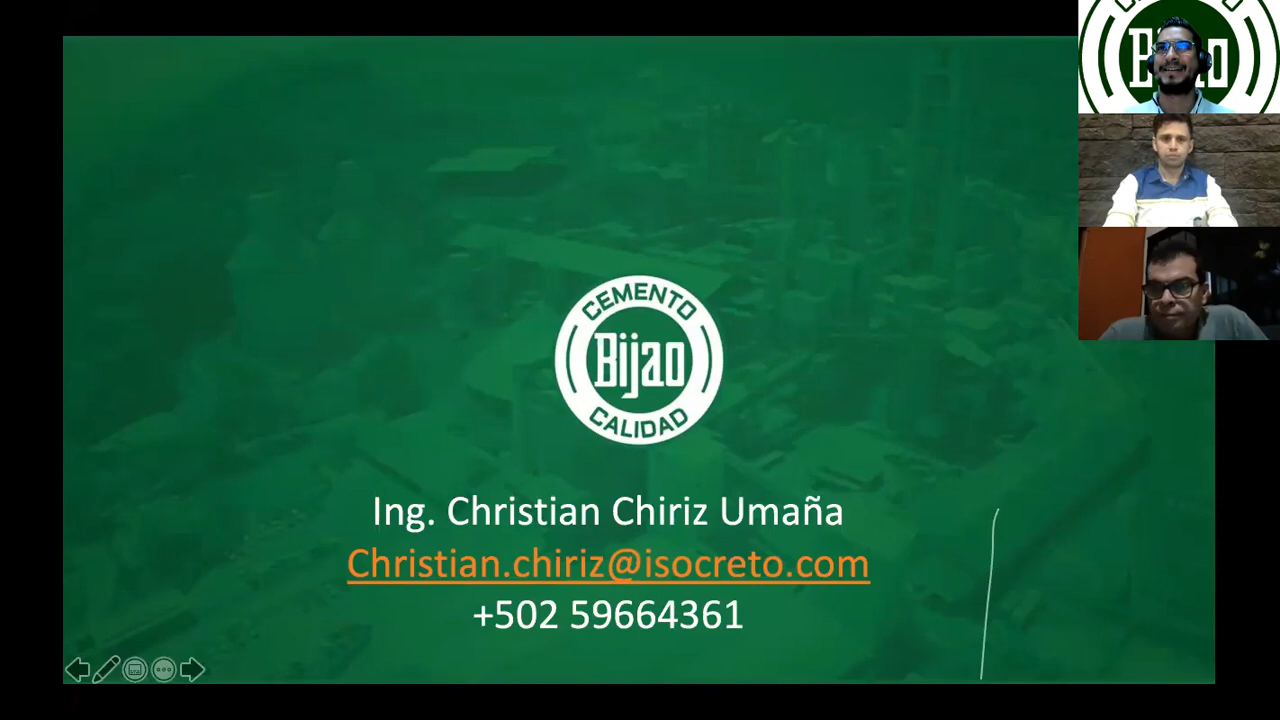 CEMENTO
Bijao
CALIDAD
Ing. Christian Chiriz Umaña
Christian.chiriz@isocreto.com
+502 59664361